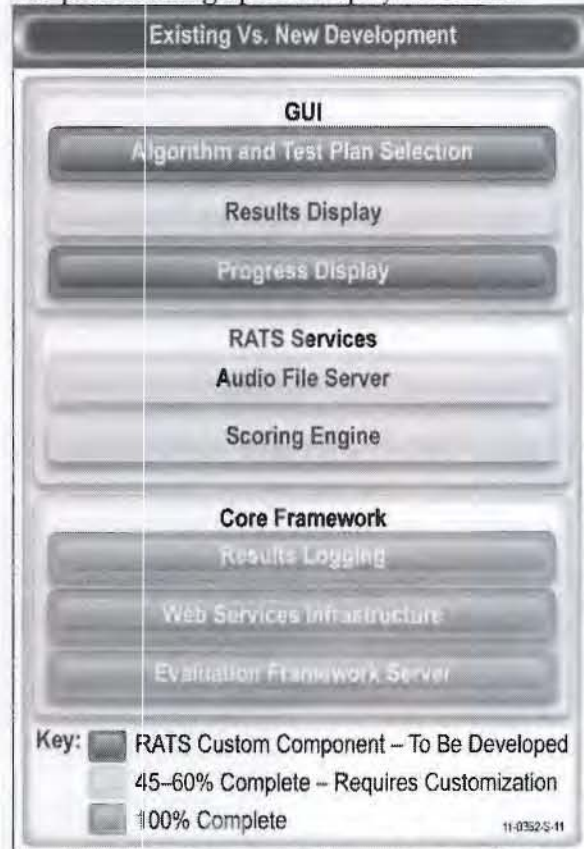 Existing Vs. New Development
GUI
Algorithm and Test Plan Selection
Results Display
Progress Display
RATS Services
Audio File Server
Scoring Engine
Core Framework
Results Logging
Web Services Infrastructure
Evaluation Framework Server
Key:
RATS Custom Component – To Be Developed
45–60% Complete – Requires Customization
100% Complete
11-0352-S-11